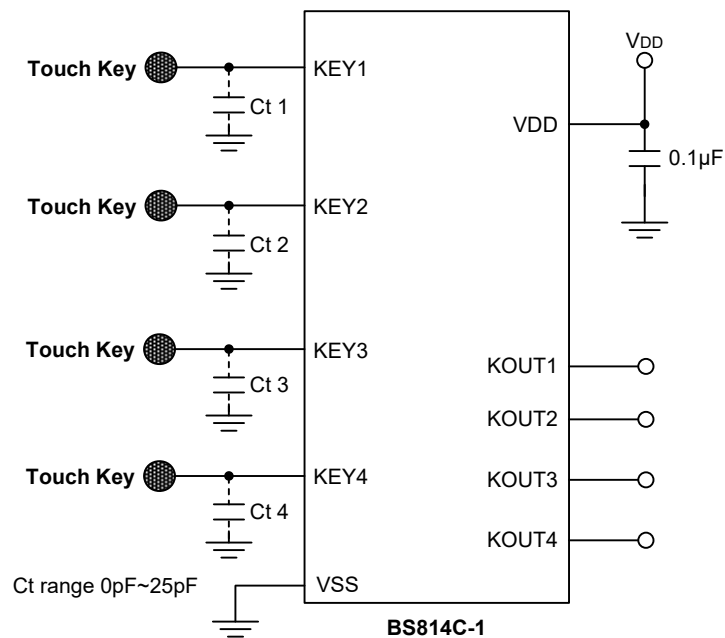 Touch Key
KEY1
Ct 1
VDD
VDD
0.1µF
Touch Key
KEY2
Ct 2
Touch Key
KEY3
Ct 3
KOUT1
KOUT2
Touch Key
KEY4
Ct 4
KOUT3
KOUT4
Ct range 0pF~25pF
VSS
BS814C-1